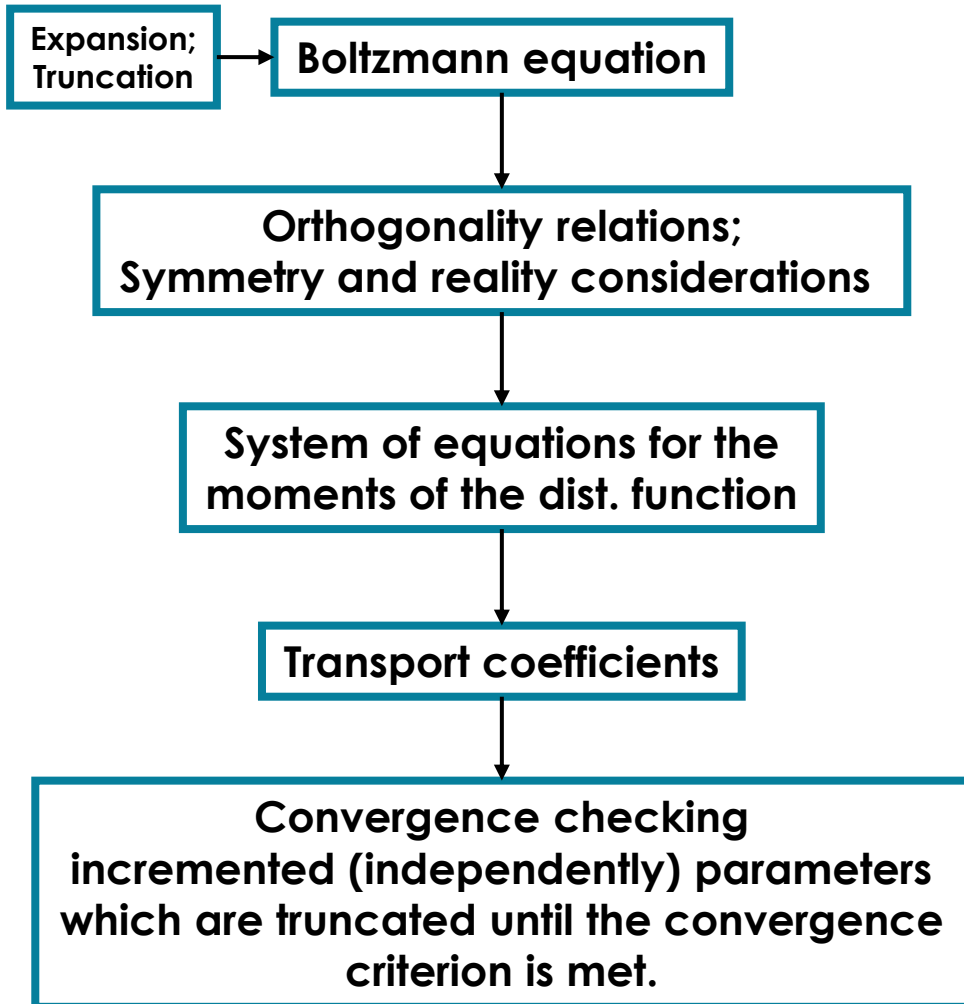 Expansion;
Truncation
Boltzmann equation
Orthogonality relations;
Symmetry and reality considerations
System of equations for the
moments of the dist. function
Transport coefficients
Convergence checking
incremented (independently) parameters
which are truncated until the convergence
criterion is met.